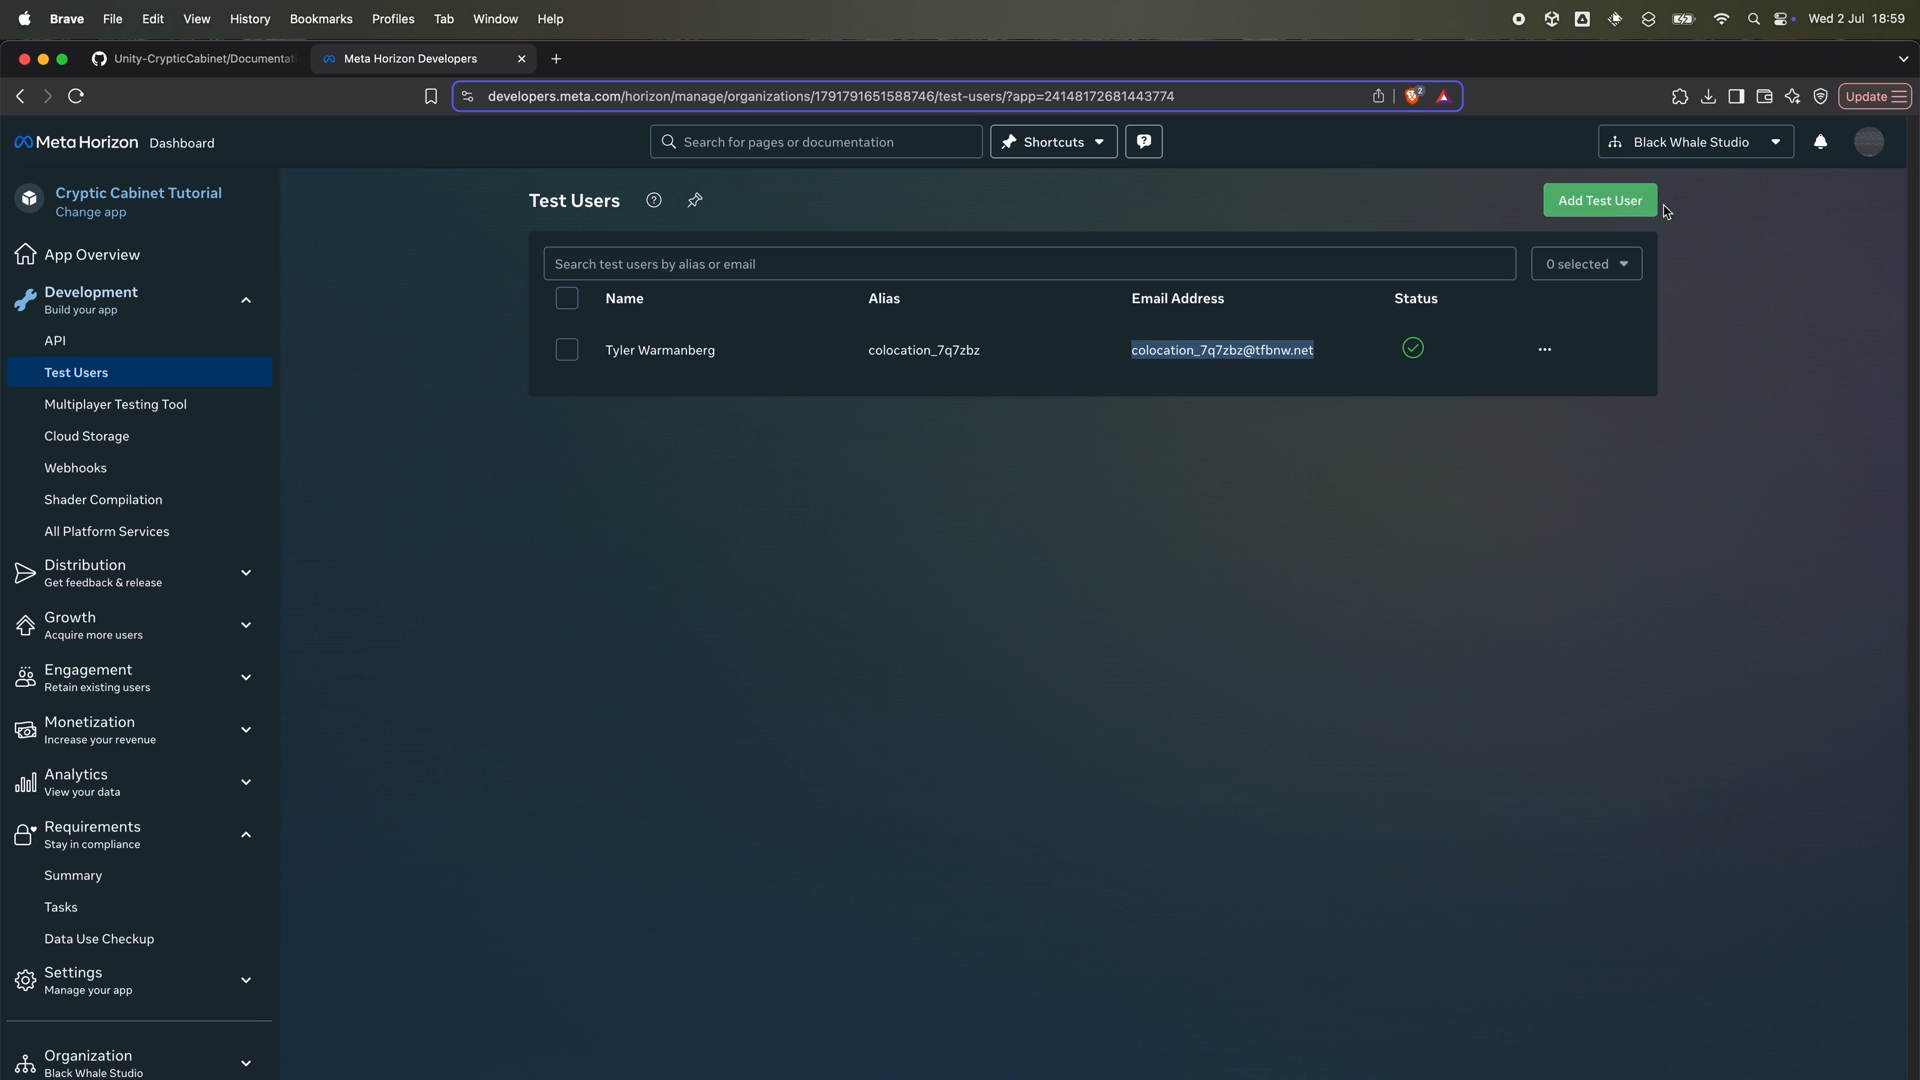 Brave File Edit View History Bookmarks Profiles Tab Window Help
Wed 2 Jul 18:59
Unity-CrypticCabinet/Documentat
Meta Horizon Developers
developers.meta.com/horizon/manage/organizations/1791791651588746/test-users/?app=24148172681443774
2
Update
Meta Horizon Dashboard
Search for pages or documentation
Shortcuts
Black Whale Studio
Cryptic Cabinet Tutorial
Change app
App Overview
Development
Build your app
API
Test Users
Multiplayer Testing Tool
Cloud Storage
Webhooks
Shader Compilation
All Platform Services
Distribution
Get feedback & release
Growth
Acquire more users
Engagement
Retain existing users
Monetization
Increase your revenue
Analytics
View your data
Requirements
Stay in compliance
Summary
Tasks
Data Use Checkup
Settings
Manage your app
Organization
Black Whale Studio
Test Users
Add Test User
Search test users by alias or email
0 selected
Name Alias Email Address Status
Tyler Warmanberg colocation_7q7zbz colocation_7q7zbz@tfbnw.net